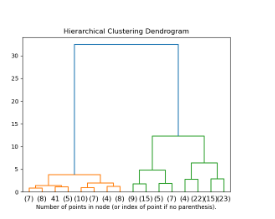 Hierarchical Clustering Dendrogram
30
25
20
15
10
5
0
(7) (8) 41 (5) (10) (7) (4) (8) (9) (15) (5) (7) (4) (22) (15) (23)
Number of points in node (or index of point if no parenthesis).